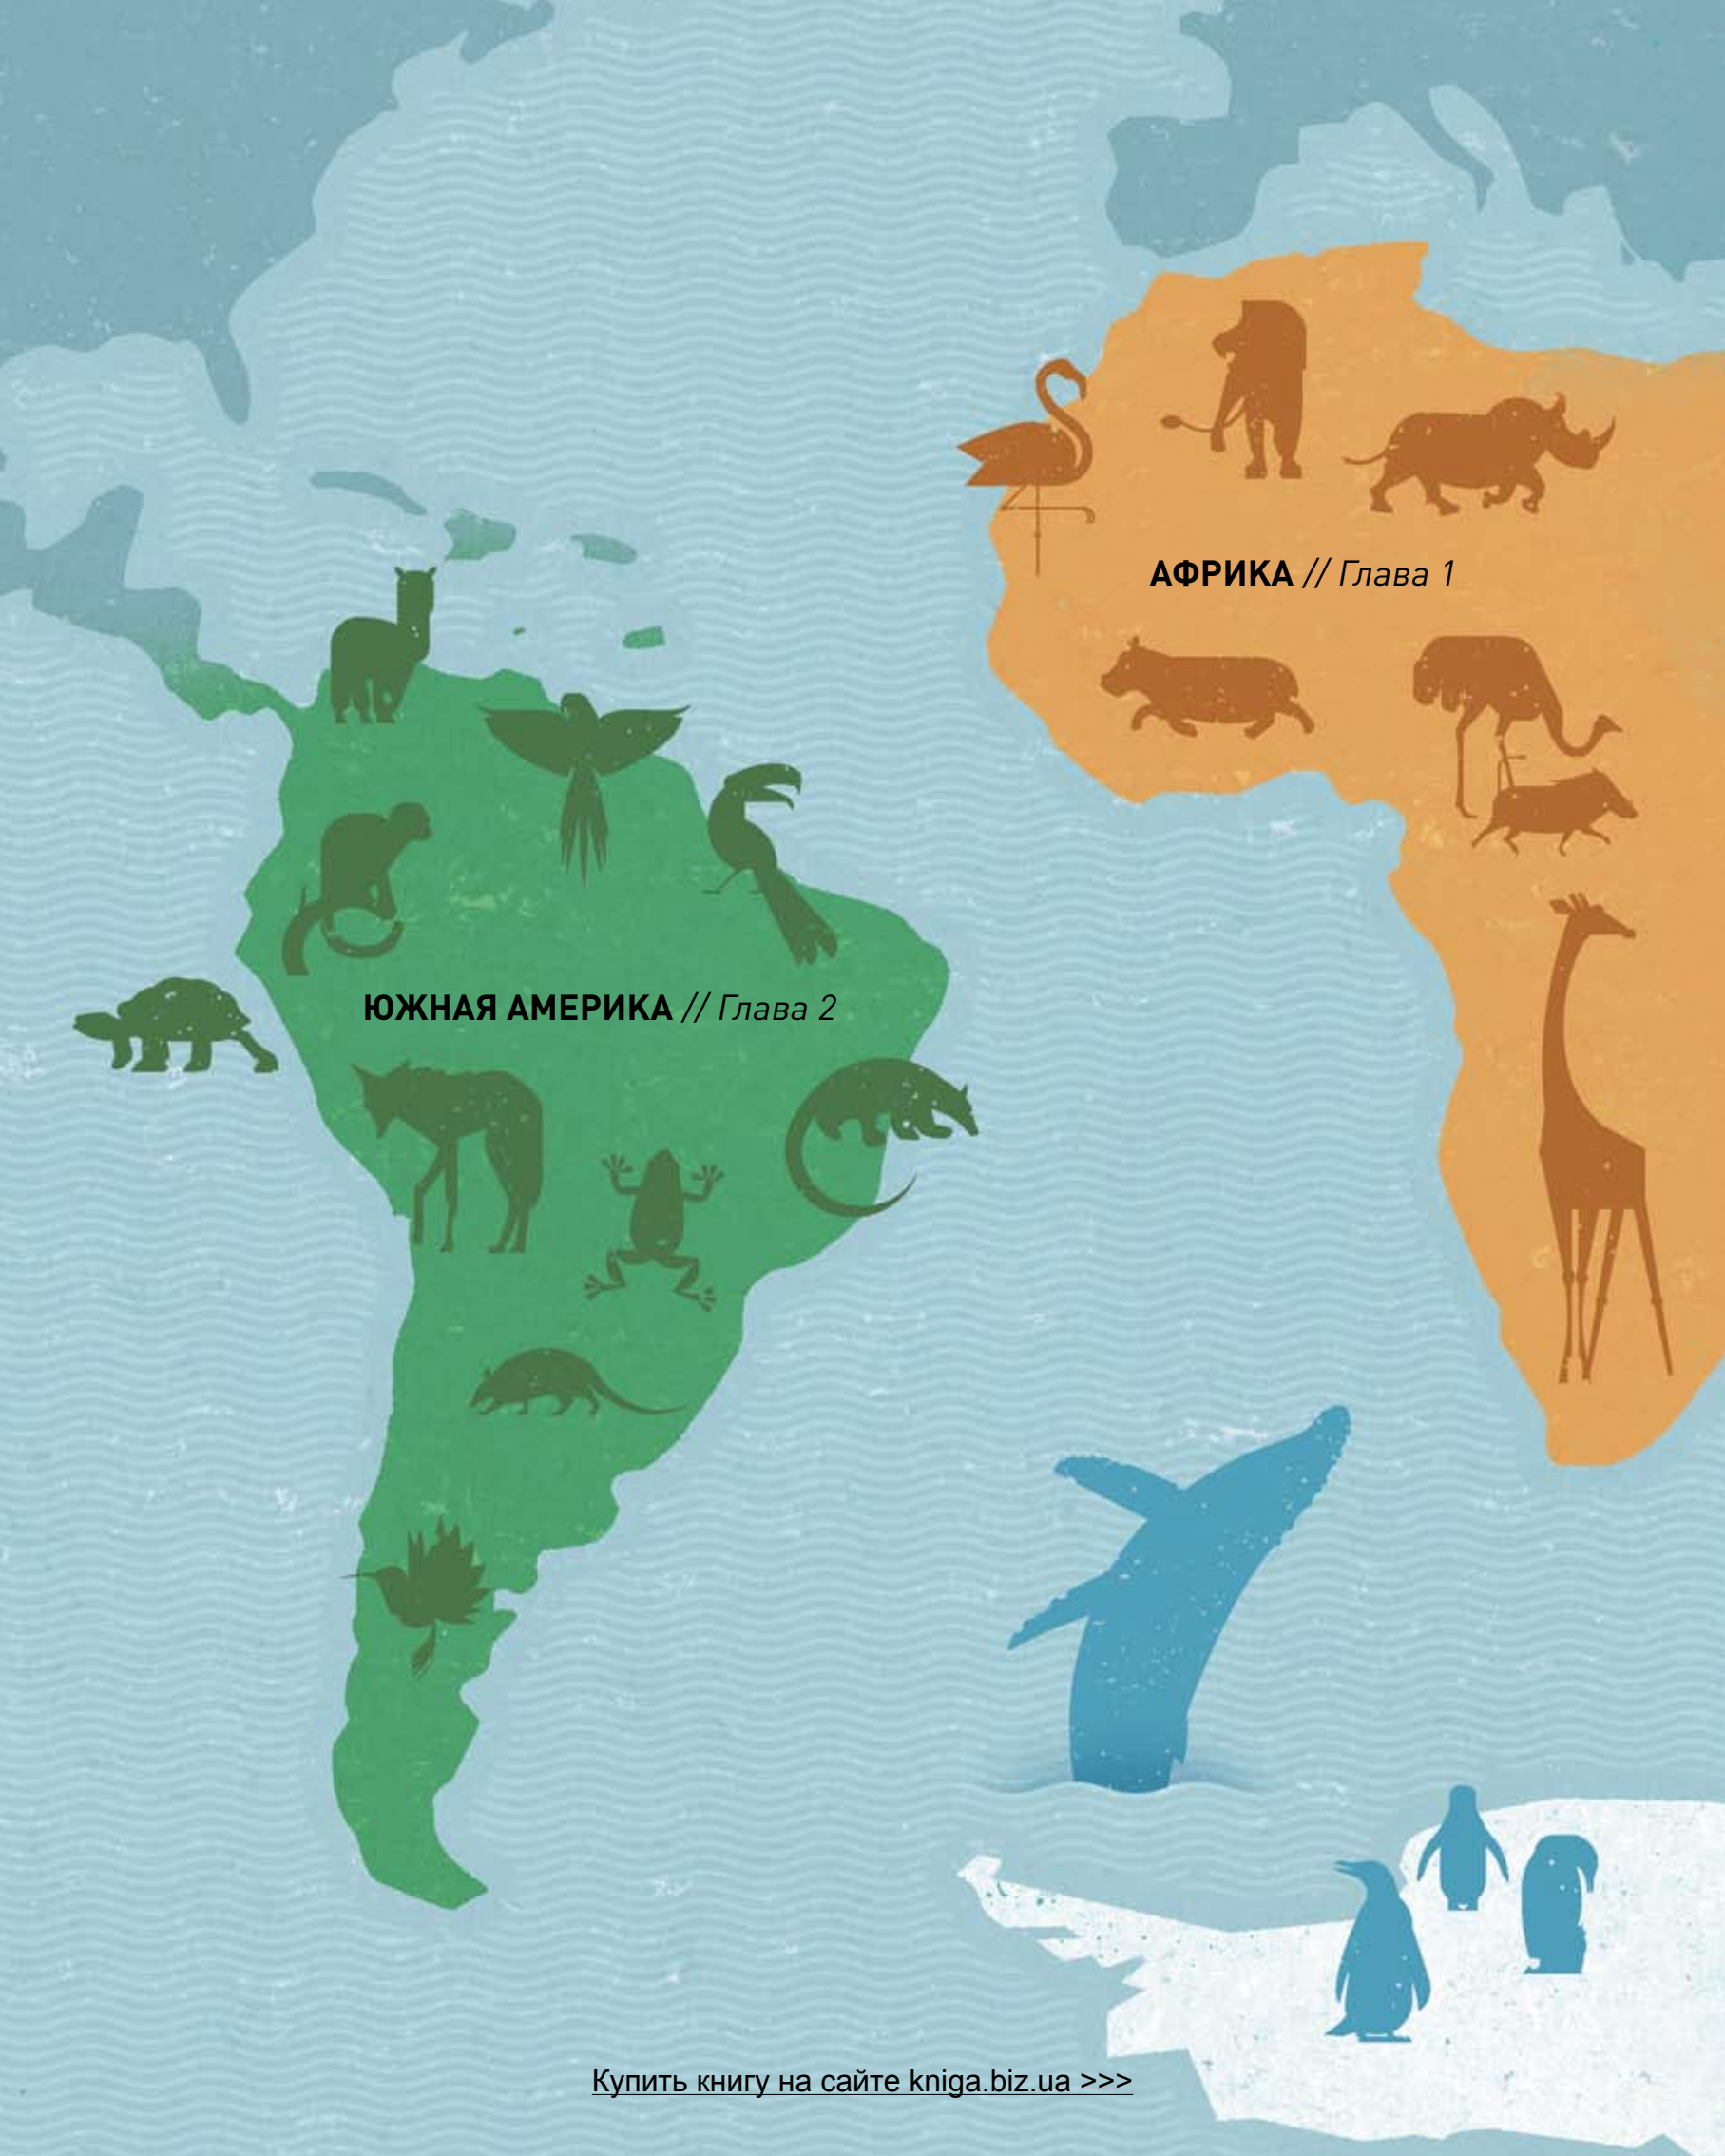 АФРИКА // Глава 1
ЮЖНАЯ АМЕРИКА // Глава 2
Купить книгу на сайте kniga.biz.ua >>>